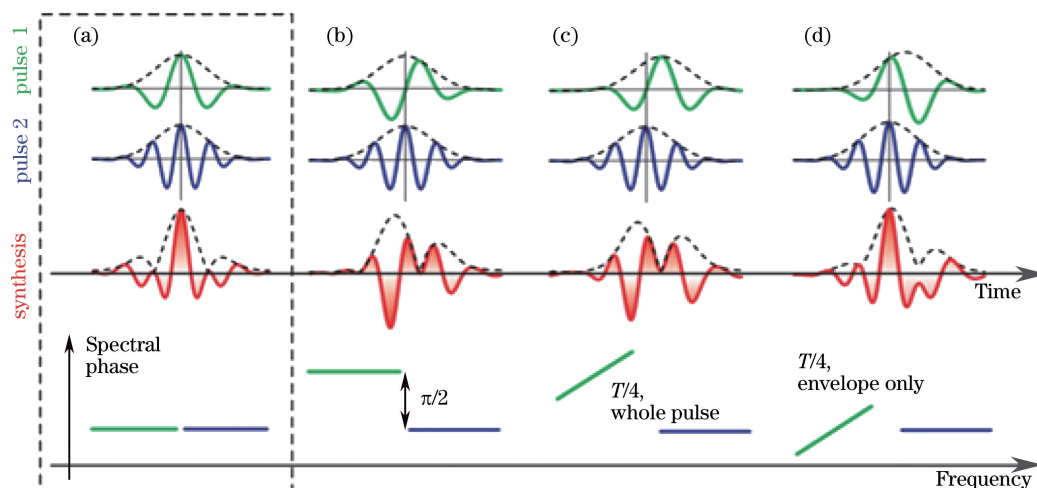 (a)
(b)
(c)
(d)
pulse 1
pulse 2
synthesis
Time
Spectral
phase
π/2
T/4,
whole pulse
T/4,
envelope only
Frequency